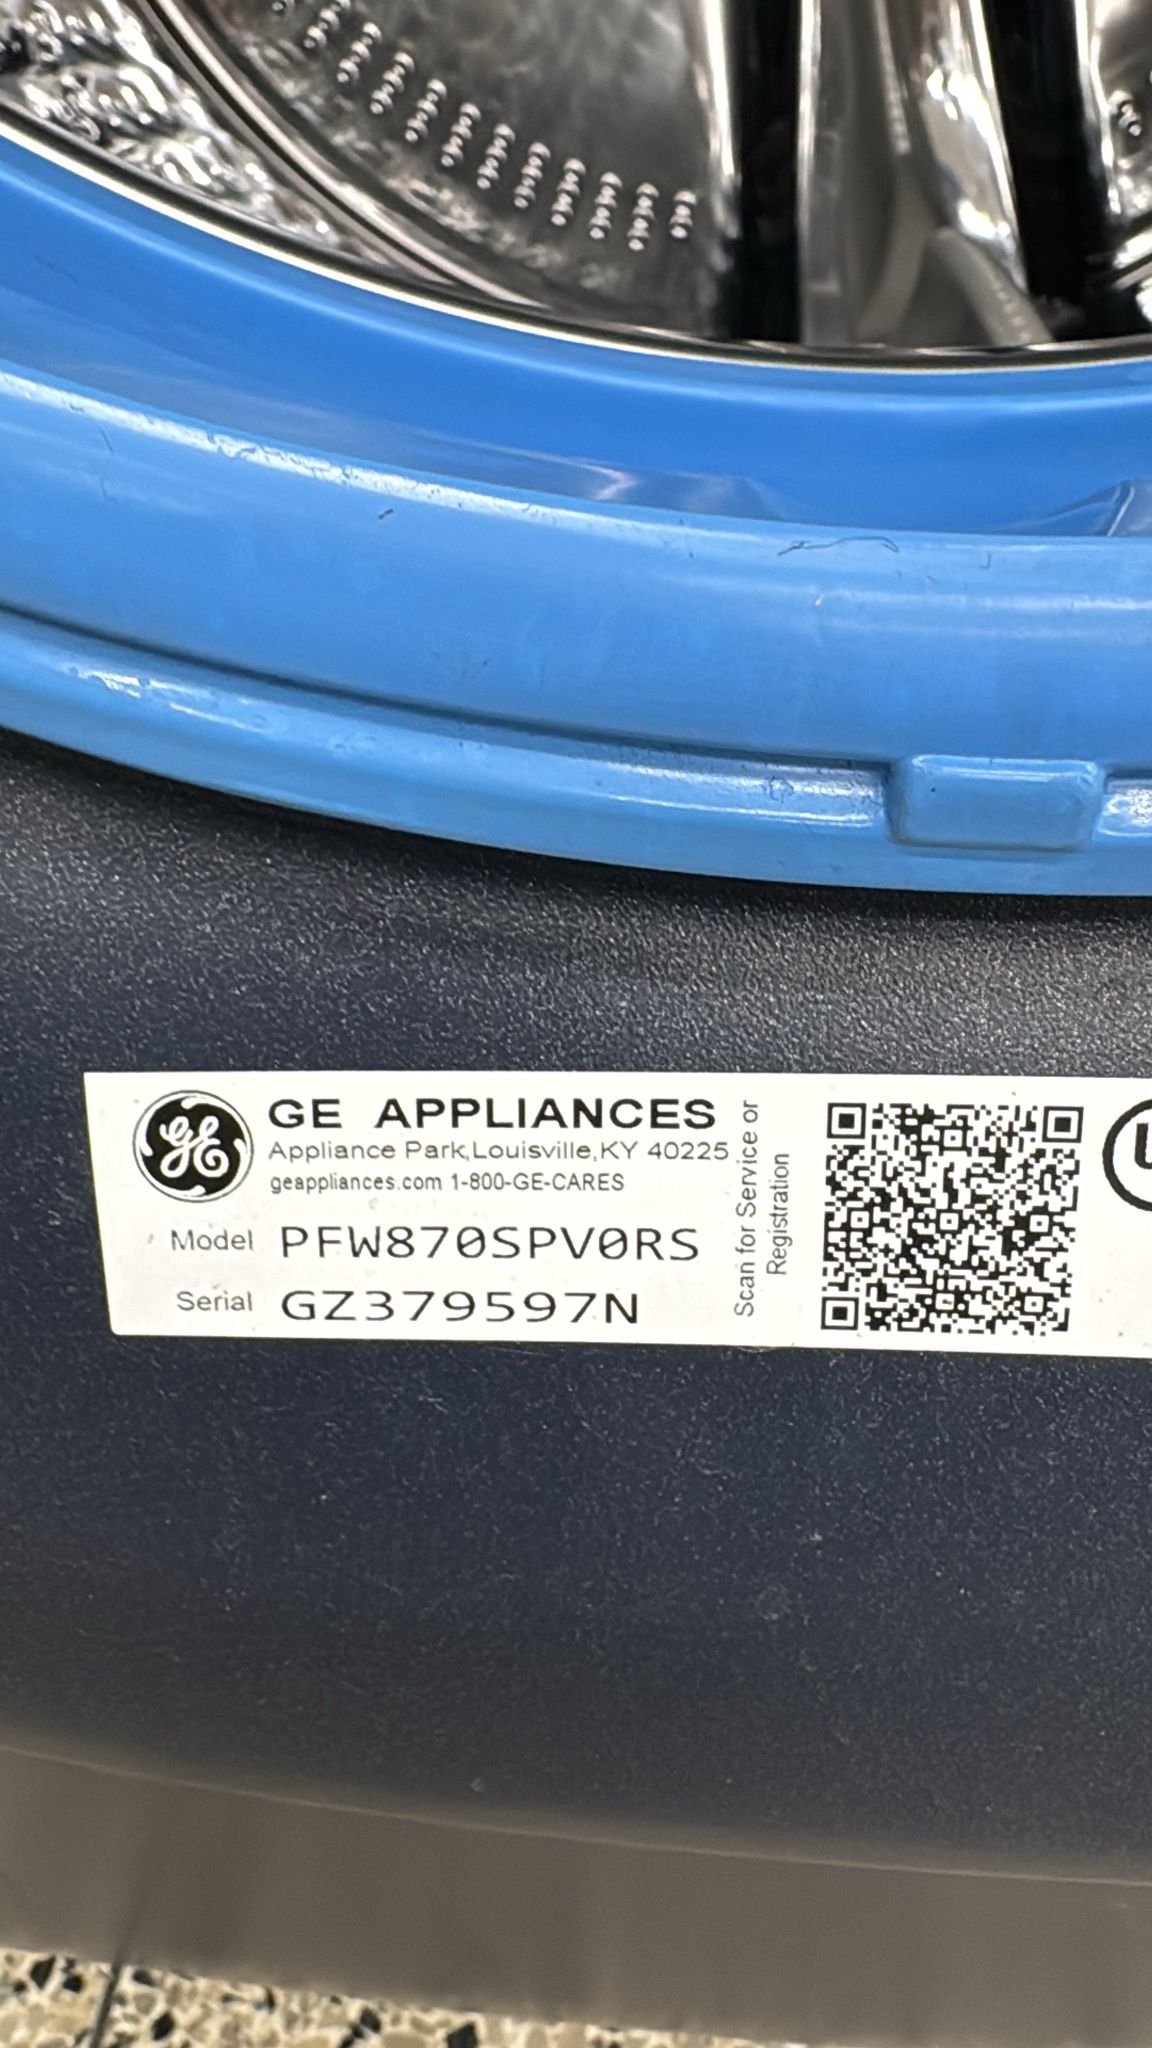 GE
GE APPLIANCES
Appliance Park,Louisville,KY 40225
geappliances.com 1-800-GE-CARES
Model PFW870SPV0RS
Serial GZ379597N
Scan for Service or
Registration